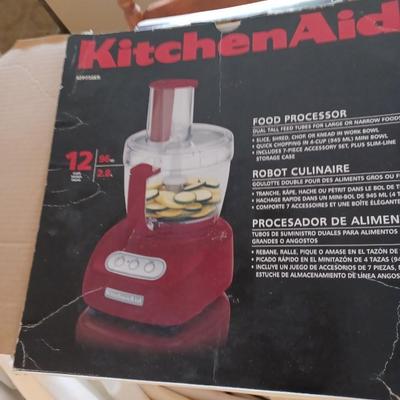 KitchenAid
FOOD PROCESSOR
DUAL TALL FEED TUBES FOR LARGE OR NARROW FOODS
• SLICE, SHRED, CHOP OR KNEAD IN WORK BOWL
• QUICK CHOPPING IN 4-CUP (945 ML) MINI BOWL
• INCLUDES 7-PIECE ACCESSORY SET, PLUS SLIM-LINE
STORAGE CASE
12 96
2.8
ROBOT CULINAIRE
GOULOTTE DOUBLE POUR DES ALIMENTS GROS OU F
• TRANCHE, RÂPE, HACHE OU PÉTRIT DANS LE BOL DE T
• HACHAGE RAPIDE DANS UN MINI-BOL DE 945 ML (4 T
• COMPORTE 7 ACCESSOIRES ET UNE BOÎTE ÉLÉGANTE
PROCESADOR DE ALIMEN
TUBOS DE SUMINISTRO DUALES PARA ALIMENTOS
GRANDES O ANGOSTOS
• REBANE, RALLE, PIQUE O AMASE EN EL TAZÓN DE
• PICADO RÁPIDO EN EL MINITAZÓN DE 4 TAZAS (94
• INCLUYE UN JUEGO DE ACCESORIOS DE 7 PIEZAS,
ESTUCHE DE ALMACENAMIENTO DE LÍNEA ANGOS
KitchenAid